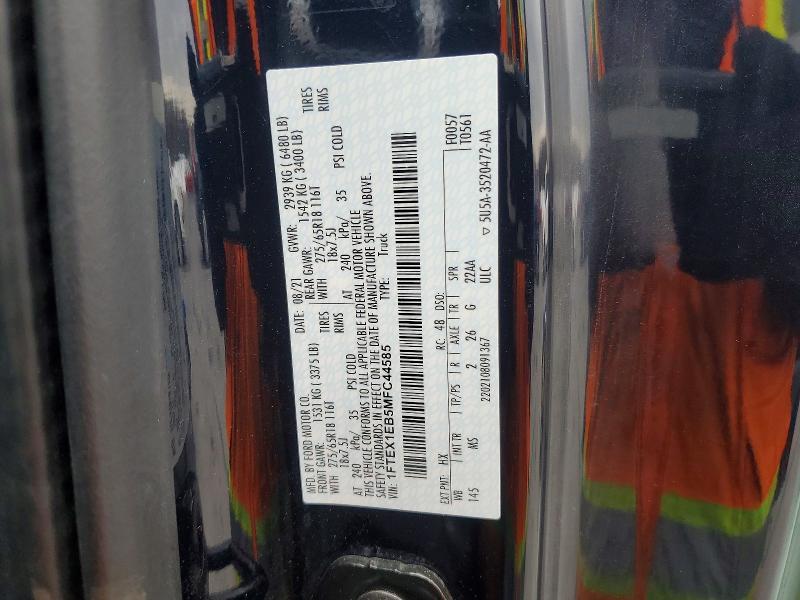 MFD. BY FORD MOTOR CO.
DATE: 08/21 GVWR: 2939 KG ( 6480 LB)
FRONT GAWR: 1531 KG ( 3375 LB) REAR GAWR: 1542 KG ( 3400 LB)
WITH 275/65R18 116T TIRES WITH 275/65R18 116T TIRES
18x7.5J RIMS 18x7.5J RIMS
AT 240 kPa/ 35 PSI COLD AT 240 kPa/ 35 PSI COLD
THIS VEHICLE CONFORMS TO ALL APPLICABLE FEDERAL MOTOR VEHICLE
SAFETY STANDARDS IN EFFECT ON THE DATE OF MANUFACTURE SHOWN ABOVE.
VIN: 1FTEX1EB5MFC44585 TYPE: Truck
F0057
T0561
EXT PNT: HX RC: 48 DSO:
WB INT TR TP/PS R AXLE TR SPR
145 MS 2 26 G 22AA
2202108091367 ULC
▽ 5U5A-3520472-AA